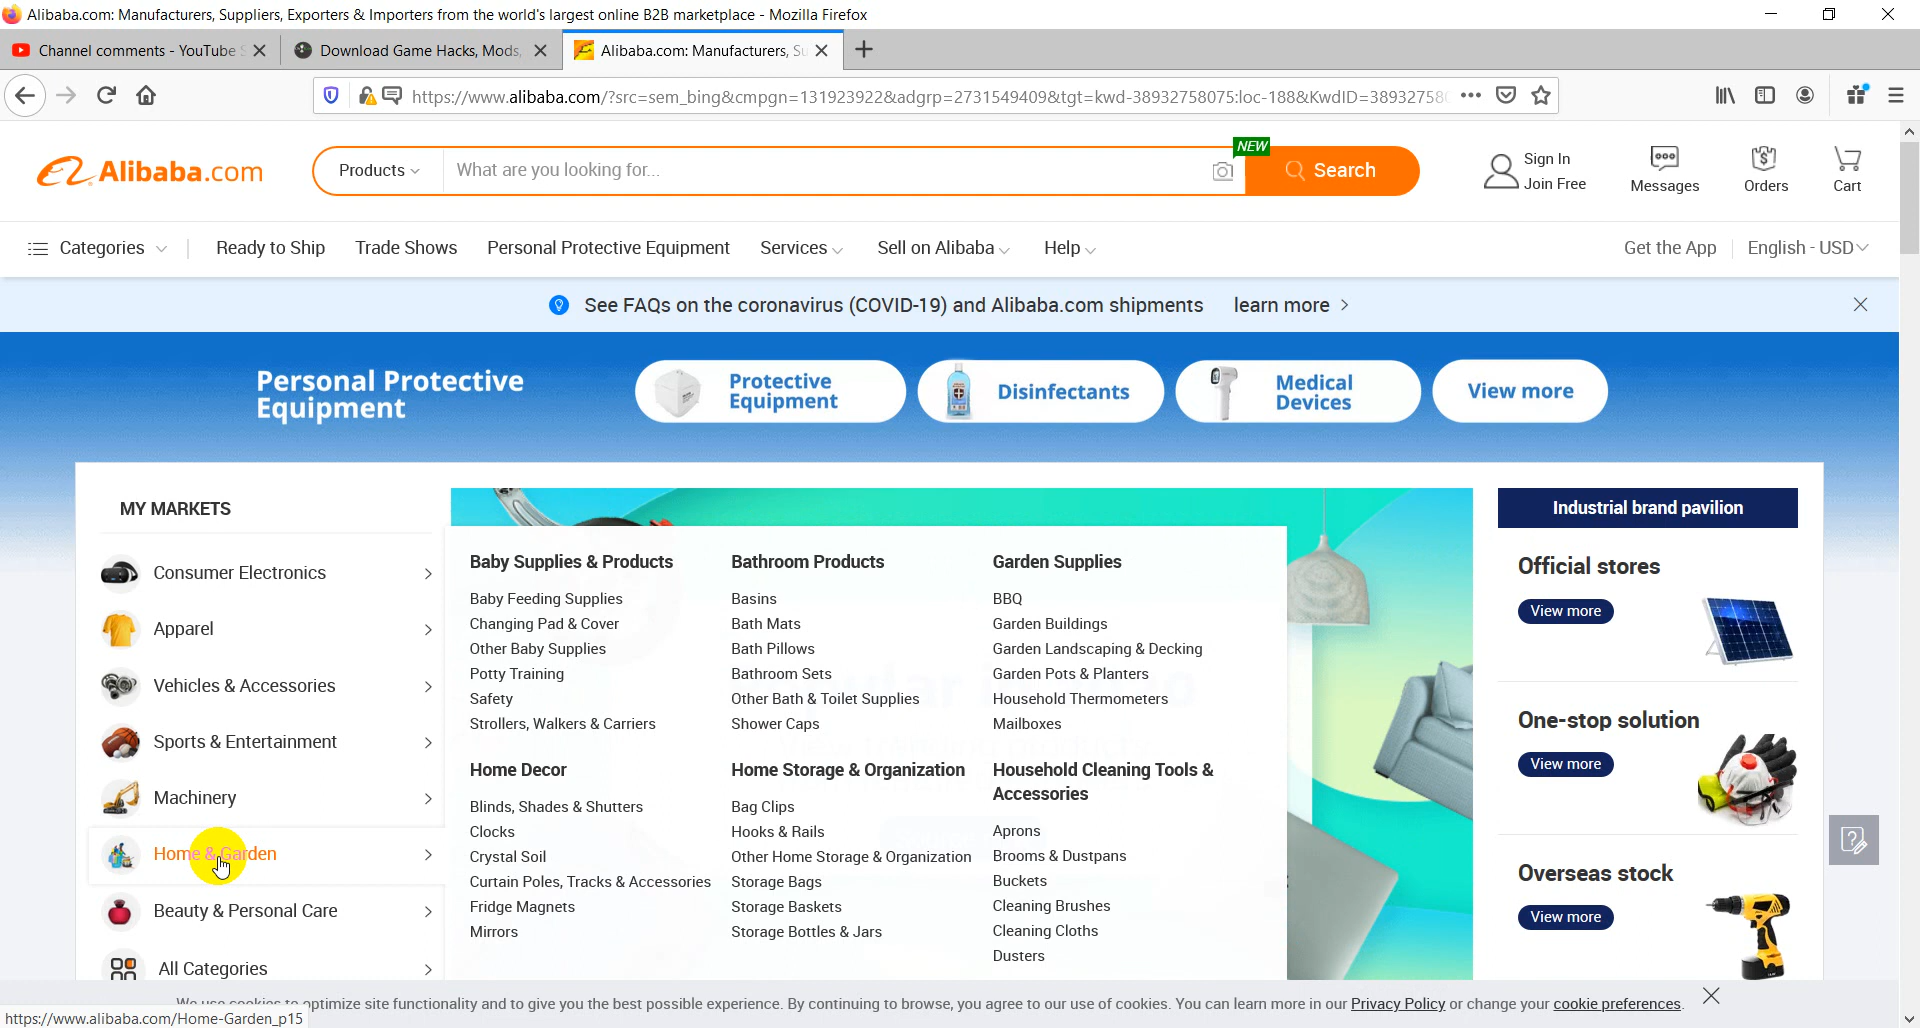 Alibaba.com: Manufacturers, Suppliers, Exporters & Importers from the world's largest online B2B marketplace - Mozilla Firefox
Channel comments - YouTube
Download Game Hacks, Mods,
Alibaba.com: Manufacturers, Su
https://www.alibaba.com/?src=sem_bing&cmpgn=131923922&adgrp=2731549409&tgt=kwd-38932758075:loc-188&KwdID=38932758
Alibaba.com
Products
What are you looking for...
NEW
Search
Sign In
Join Free
Messages
Orders
Cart
Categories
Ready to Ship
Trade Shows
Personal Protective Equipment
Services
Sell on Alibaba
Help
Get the App
English - USD
See FAQs on the coronavirus (COVID-19) and Alibaba.com shipments learn more
Personal Protective
Equipment
Protective
Equipment
Disinfectants
Medical
Devices
View more
MY MARKETS
Consumer Electronics
Apparel
Vehicles & Accessories
Sports & Entertainment
Machinery
Home & Garden
Beauty & Personal Care
All Categories
Baby Supplies & Products
Baby Feeding Supplies
Changing Pad & Cover
Other Baby Supplies
Potty Training
Safety
Strollers, Walkers & Carriers
Bathroom Products
Basins
Bath Mats
Bath Pillows
Bathroom Sets
Other Bath & Toilet Supplies
Shower Caps
Garden Supplies
BBQ
Garden Buildings
Garden Landscaping & Decking
Garden Pots & Planters
Household Thermometers
Mailboxes
Home Decor
Blinds, Shades & Shutters
Clocks
Crystal Soil
Curtain Poles, Tracks & Accessories
Fridge Magnets
Mirrors
Home Storage & Organization
Bag Clips
Hooks & Rails
Other Home Storage & Organization
Storage Bags
Storage Baskets
Storage Bottles & Jars
Household Cleaning Tools &
Accessories
Aprons
Brooms & Dustpans
Buckets
Cleaning Brushes
Cleaning Cloths
Dusters
Industrial brand pavilion
Official stores
View more
One-stop solution
View more
Overseas stock
View more
We use cookies to optimize site functionality and to give you the best possible experience. By continuing to browse, you agree to our use of cookies. You can learn more in our Privacy Policy or change your cookie preferences.
https://www.alibaba.com/Home-Garden_p15